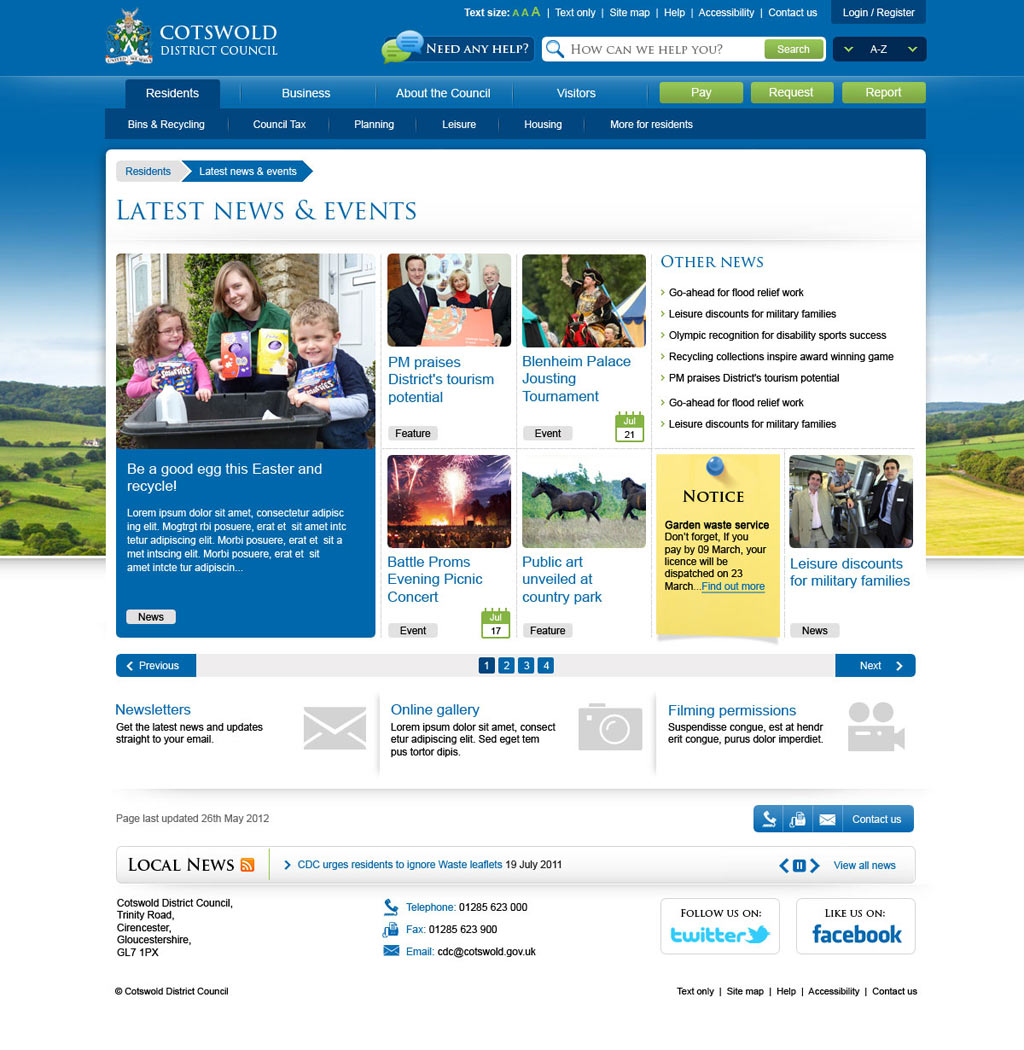 Text size: A A A | Text only | Site map | Help | Accessibility | Contact us
Login / Register
COTSWOLD
DISTRICT COUNCIL
NEED ANY HELP?
HOW CAN WE HELP YOU?
Search
A-Z
Residents
Business
About the Council
Visitors
Pay
Request
Report
Bins & Recycling
Council Tax
Planning
Leisure
Housing
More for residents
Residents
Latest news & events
LATEST NEWS & EVENTS
Be a good egg this Easter and
recycle!
Lorem ipsum dolor sit amet, consectetur adipisc
ing elit. Mogtrgt rbi posuere, erat et sit amet intc
tetur adipiscing elit. Morbi posuere, erat et sit a
met intscing elit. Morbi posuere, erat et sit
amet intcte tur adipiscin...
News
PM praises
District's tourism
potential
Feature
Blenheim Palace
Jousting
Tournament
Event
Jul
21
OTHER NEWS
Go-ahead for flood relief work
Leisure discounts for military families
Olympic recognition for disability sports success
Recycling collections inspire award winning game
PM praises District's tourism potential
Go-ahead for flood relief work
Leisure discounts for military families
Battle Proms
Evening Picnic
Concert
Event
Jul
17
Public art
unveiled at
country park
Feature
NOTICE
Garden waste service
Don't forget, If you
pay by 09 March, your
licence will be
dispatched on 23
March...Find out more
Leisure discounts
for military families
News
Previous
1 2 3 4
Next
Newsletters
Get the latest news and updates
straight to your email.
Online gallery
Lorem ipsum dolor sit amet, consect
etur adipiscing elit. Sed eget tem
pus tortor dipis.
Filming permissions
Suspendisse congue, est at hendr
erit congue, purus dolor imperdiet.
Page last updated 26th May 2012
Contact us
LOCAL NEWS
CDC urges residents to ignore Waste leaflets 19 July 2011
View all news
Cotswold District Council,
Trinity Road,
Cirencester,
Gloucestershire,
GL7 1PX
Telephone: 01285 623 000
Fax: 01285 623 900
Email: cdc@cotswold.gov.uk
FOLLOW US ON:
twitter
LIKE US ON:
facebook
© Cotswold District Council
Text only | Site map | Help | Accessibility | Contact us